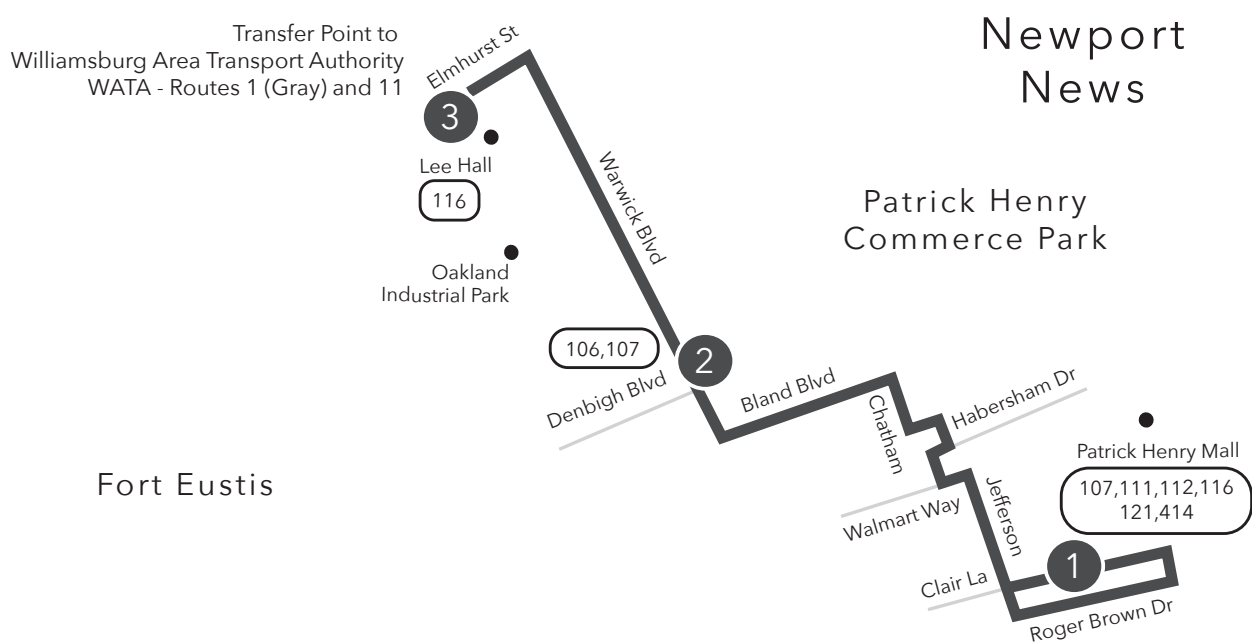 Transfer Point to
Williamsburg Area Transport Authority
WATA - Routes 1 (Gray) and 11
Newport
News
Elmhurst St
3
Lee Hall
116
Warwick Blvd
Patrick Henry
Commerce Park
Oakland
Industrial Park
106,107
2
Denbigh Blvd
Bland Blvd
Chatham
Habersham Dr
Patrick Henry Mall
107,111,112,116
121,414
Fort Eustis
Walmart Way
Jefferson
1
Clair La
Roger Brown Dr